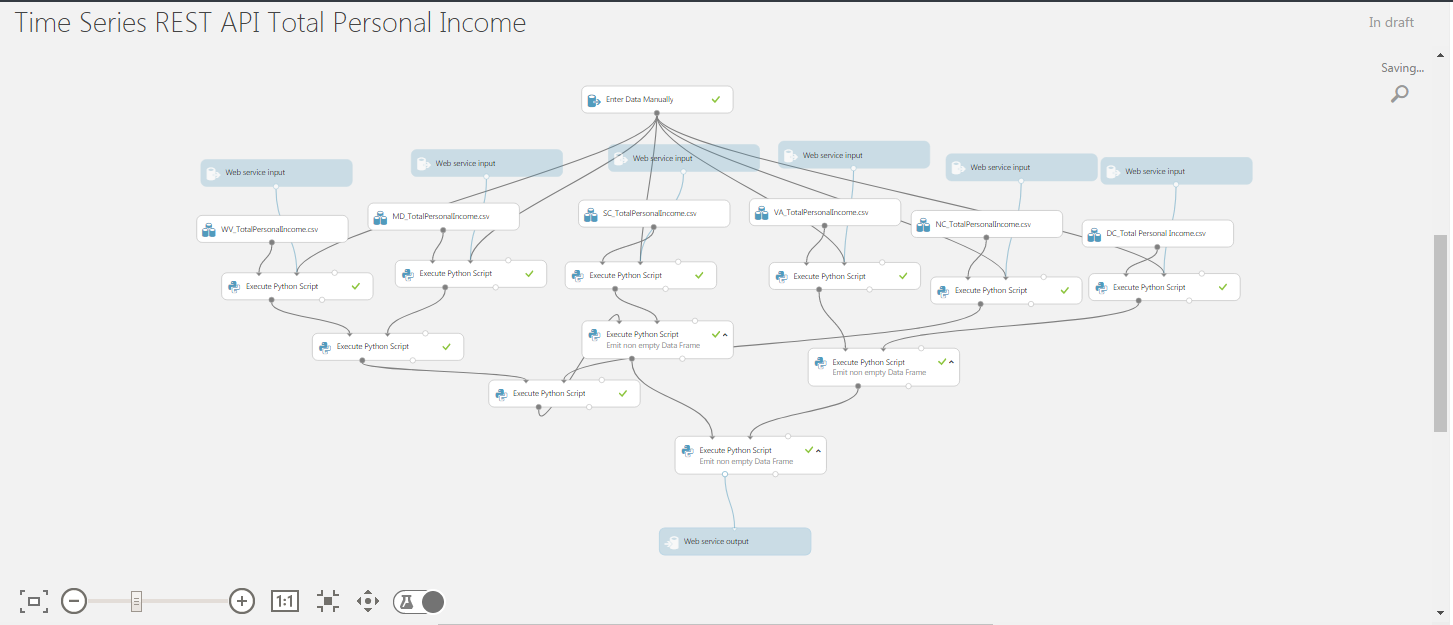 Time Series REST API Total Personal Income
In draft
Saving...
Enter Data Manually
Web service input
Web service input
Web service input
Web service input
Web service input
Web service input
WV_TotalPersonalIncome.csv
MD_TotalPersonalIncome.csv
SC_TotalPersonalIncome.csv
VA_TotalPersonalIncome.csv
NC_TotalPersonalIncome.csv
DC_Total Personal Income.csv
Execute Python Script
Execute Python Script
Execute Python Script
Execute Python Script
Execute Python Script
Execute Python Script
Execute Python Script
Execute Python Script
Emit non empty Data Frame
Execute Python Script
Emit non empty Data Frame
Execute Python Script
Execute Python Script
Emit non empty Data Frame
Web service output
1:1